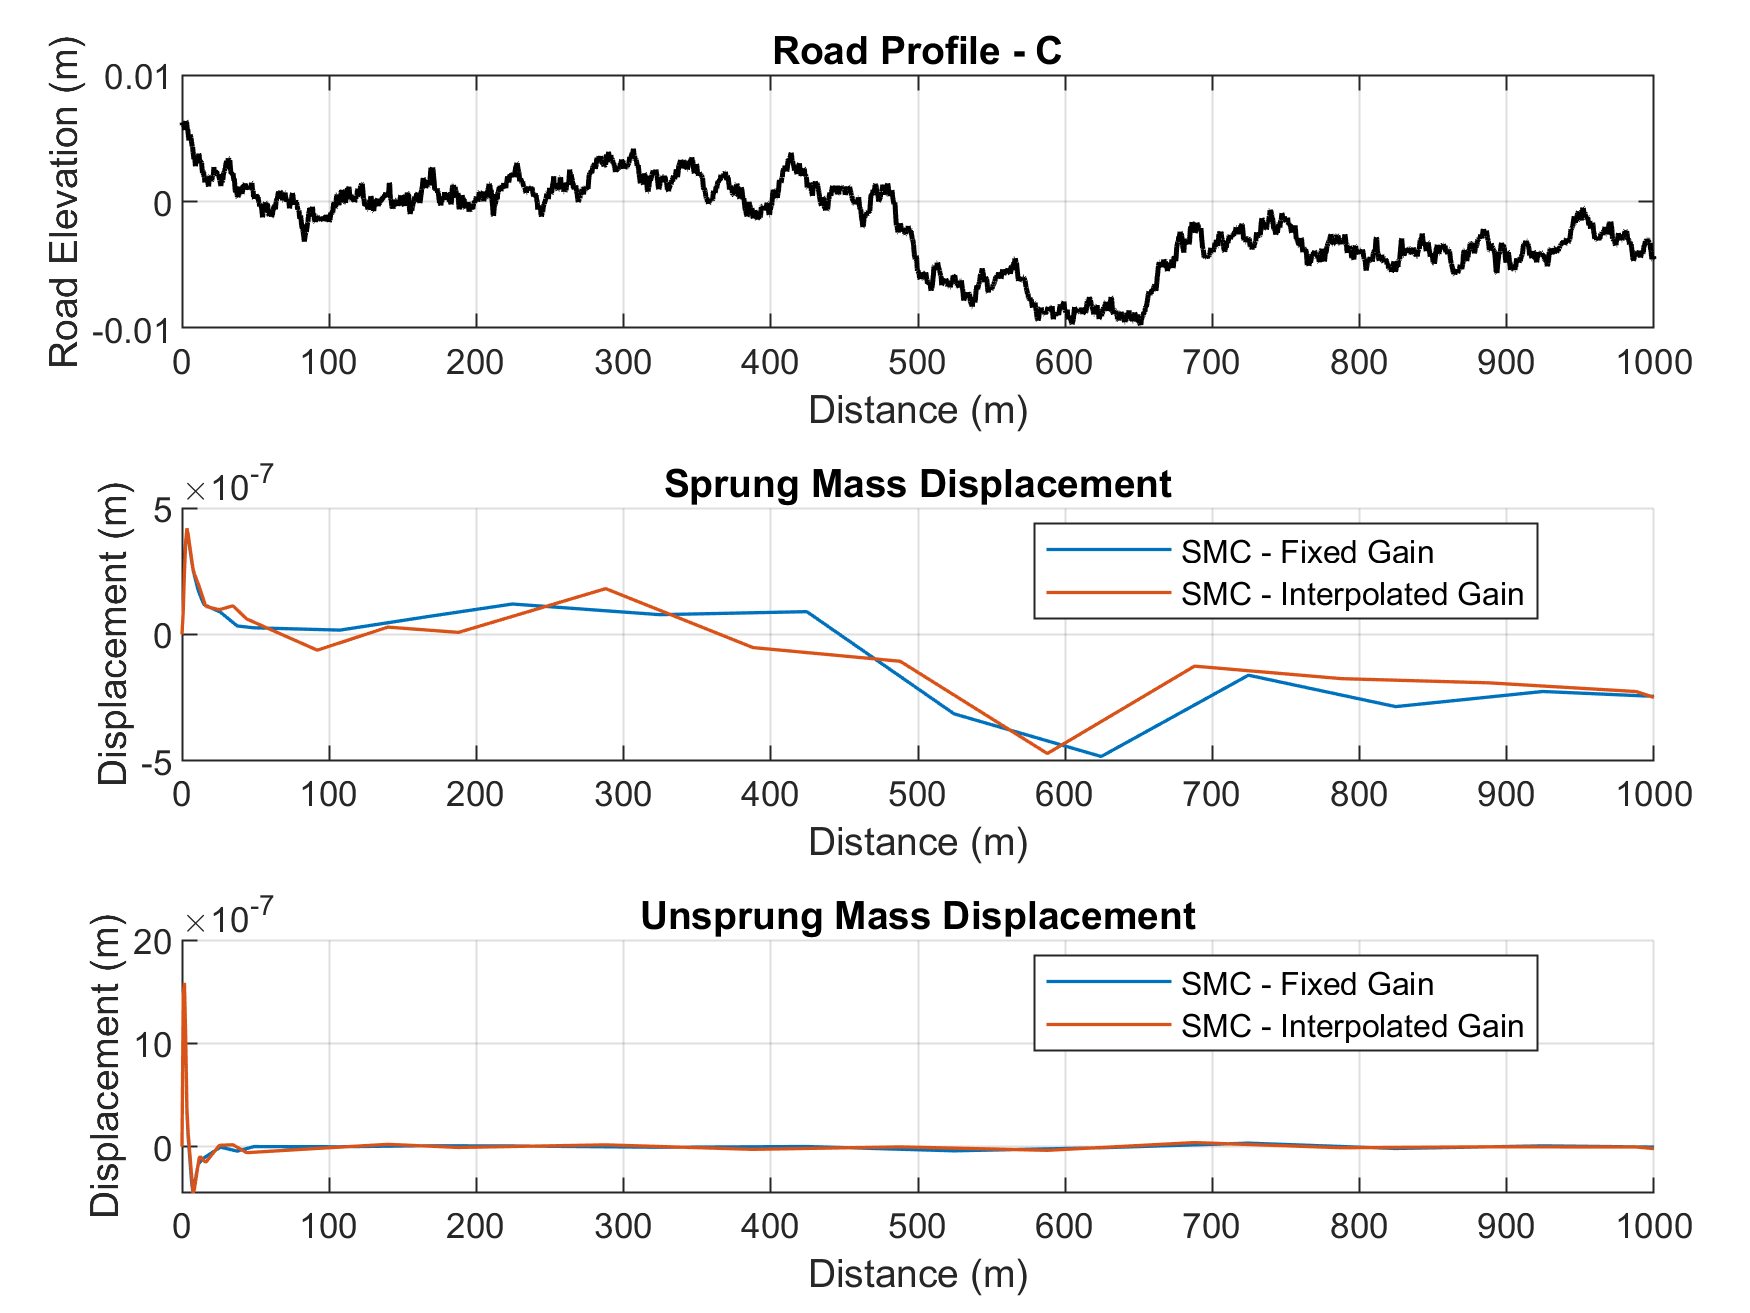 Road Profile - C
Road Elevation (m)
0.01
0
-0.01
0 100 200 300 400 500 600 700 800 900 1000
Distance (m)
Sprung Mass Displacement
×10-7
Displacement (m)
5
0
-5
SMC - Fixed Gain
SMC - Interpolated Gain
0 100 200 300 400 500 600 700 800 900 1000
Distance (m)
Unsprung Mass Displacement
×10-7
Displacement (m)
20
10
0
SMC - Fixed Gain
SMC - Interpolated Gain
0 100 200 300 400 500 600 700 800 900 1000
Distance (m)